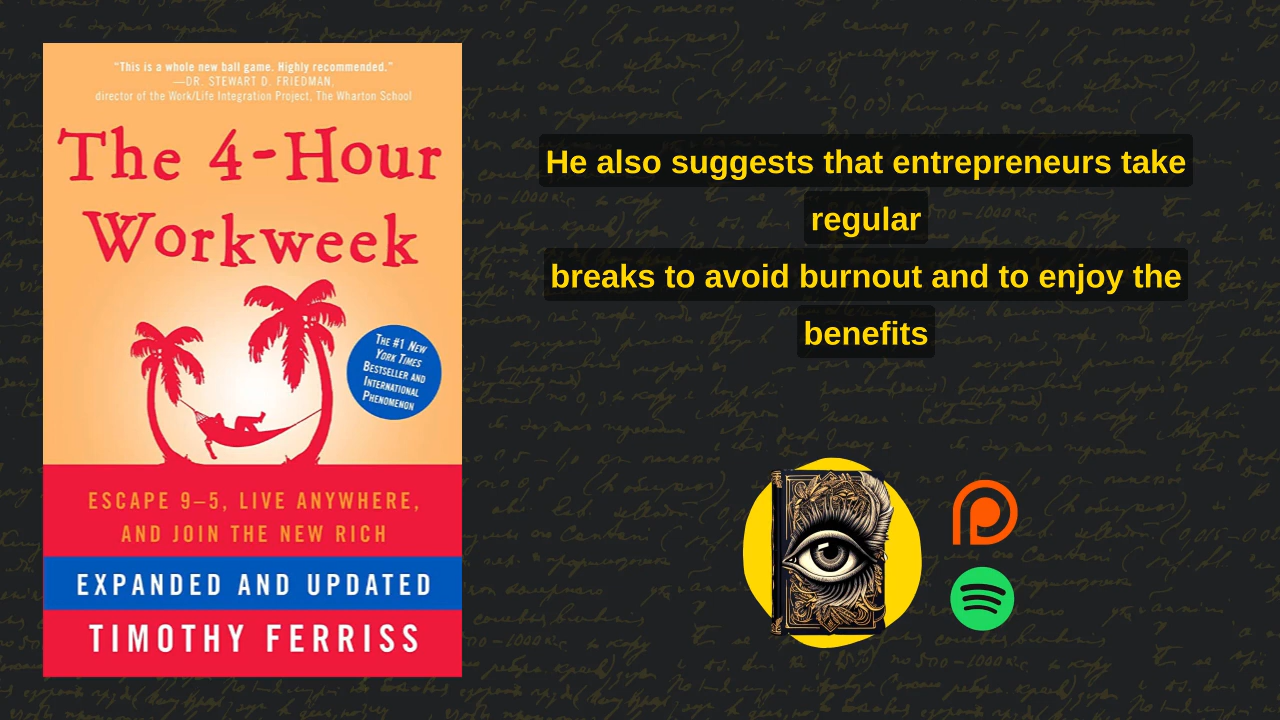 “This is a whole new ball game. Highly recommended.”
—DR. STEWART D. FRIEDMAN,
director of the Work/Life Integration Project, The Wharton School
The 4-Hour
Workweek
THE #1 NEW
YORK TIMES
BESTSELLER AND
INTERNATIONAL
PHENOMENON
ESCAPE 9–5, LIVE ANYWHERE,
AND JOIN THE NEW RICH
EXPANDED AND UPDATED
TIMOTHY FERRISS
He also suggests that entrepreneurs take
regular
breaks to avoid burnout and to enjoy the
benefits